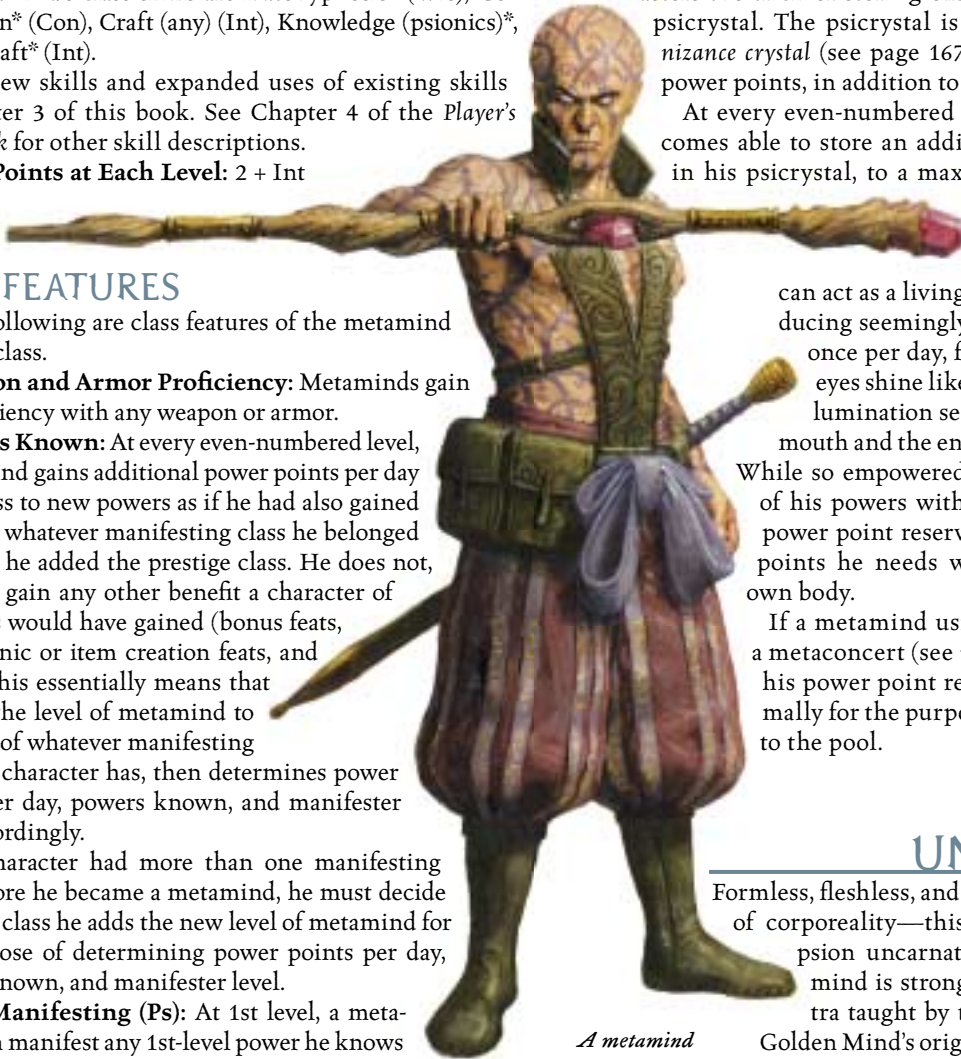 n* (Con), Craft (any) (Int), Knowledge (psionics)*,
aft* (Int).
ew skills and expanded uses of existing skills
ter 3 of this book. See Chapter 4 of the Player's
k for other skill descriptions.
Points at Each Level: 2 + Int
FEATURES
ollowing are class features of the metamind
class.
on and Armor Proficiency: Metaminds gain
iency with any weapon or armor.
s Known: At every even-numbered level,
nd gains additional power points per day
ss to new powers as if he had also gained
whatever manifesting class he belonged
he added the prestige class. He does not,
gain any other benefit a character of
s would have gained (bonus feats,
nic or item creation feats, and
his essentially means that
he level of metamind to
of whatever manifesting
character has, then determines power
er day, powers known, and manifester
ordingly.
haracter had more than one manifesting
ore he became a metamind, he must decide
class he adds the new level of metamind for
ose of determining power points per day,
nown, and manifester level.
Manifesting (Ps): At 1st level, a meta-
n manifest any 1st-level power he knows
psicrystal. The psicrystal is
nizance crystal (see page 167
power points, in addition to
At every even-numbered
comes able to store an addi
in his psicrystal, to a max
can act as a living
ducing seemingly
once per day, f
eyes shine like
lumination se
mouth and the en
While so empowered
of his powers with
power point reserv
points he needs w
own body.
If a metamind us
a metaconcert (see
his power point re
mally for the purp
to the pool.
UN
Formless, fleshless, and
of corporeality—this
psion uncarnat
mind is strong
tra taught by t
Golden Mind's orig
A metamind